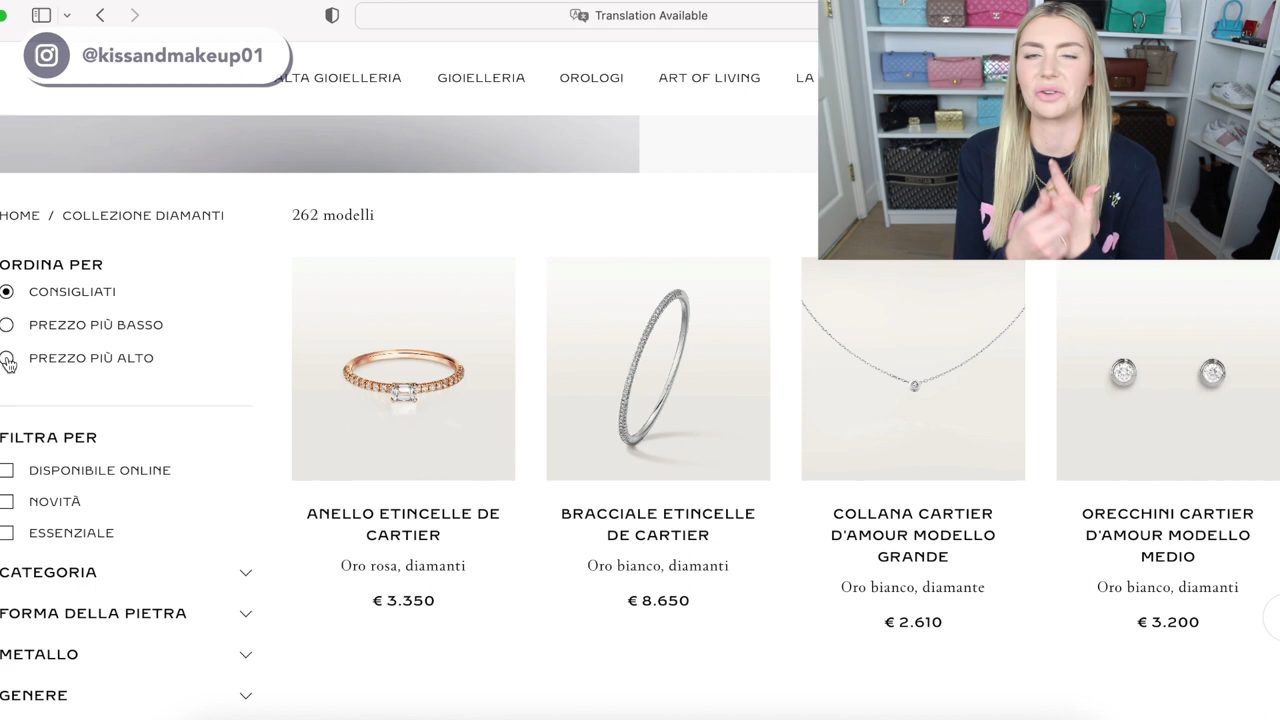 Translation Available
@kissandmakeup01
ALTA GIOIELLERIA
GIOIELLERIA
OROLOGI
ART OF LIVING
LA
HOME / COLLEZIONE DIAMANTI
262 modelli
ORDINA PER
CONSIGLIATI
PREZZO PIÙ BASSO
PREZZO PIÙ ALTO
FILTRA PER
DISPONIBILE ONLINE
NOVITÀ
ESSENZIALE
CATEGORIA
FORMA DELLA PIETRA
METALLO
GENERE
ANELLO ETINCELLE DE
CARTIER
Oro rosa, diamanti
€ 3.350
BRACCIALE ETINCELLE
DE CARTIER
Oro bianco, diamanti
€ 8.650
COLLANA CARTIER
D'AMOUR MODELLO
GRANDE
Oro bianco, diamante
€ 2.610
ORECCHINI CARTIER
D'AMOUR MODELLO
MEDIO
Oro bianco, diamanti
€ 3.200